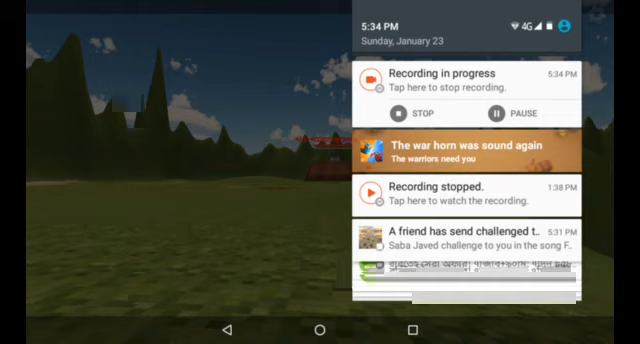 5:34 PM
4G
Sunday, January 23
Recording in progress 5:34 PM
Tap here to stop recording.
STOP PAUSE
The war horn was sound again
The warriors need you
Recording stopped. 1:38 PM
Tap here to watch the recording.
A friend has send challenged t.. 5:31 PM
Saba Javed challenge to you in the song F..